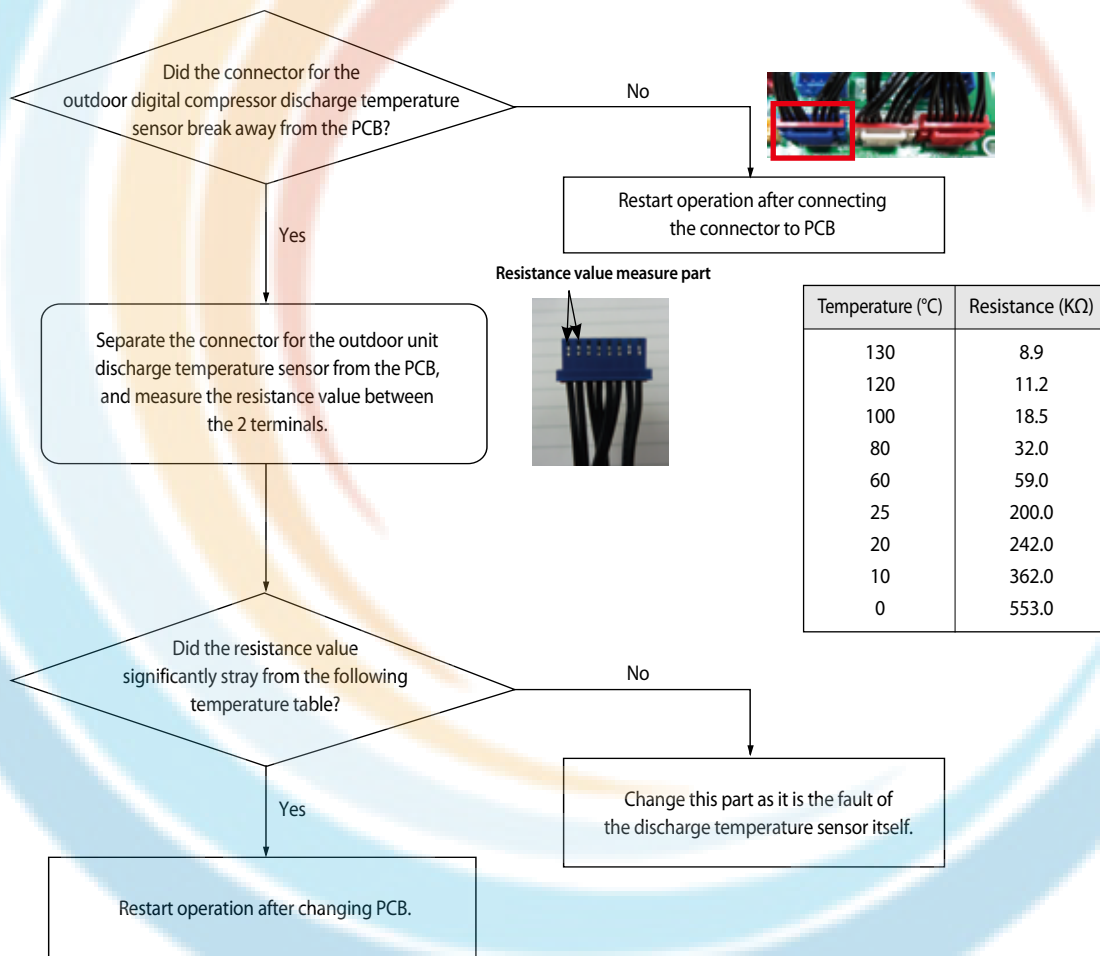 Did the connector for the
outdoor digital compressor discharge temperature
sensor break away from the PCB?
No
Restart operation after connecting
the connector to PCB
Yes
Resistance value measure part
Separate the connector for the outdoor unit
discharge temperature sensor from the PCB,
and measure the resistance value between
the 2 terminals.
Temperature (°C) Resistance (KΩ)
130 8.9
120 11.2
100 18.5
80 32.0
60 59.0
25 200.0
20 242.0
10 362.0
0 553.0
Did the resistance value
significantly stray from the following
temperature table?
No
Change this part as it is the fault of
the discharge temperature sensor itself.
Yes
Restart operation after changing PCB.